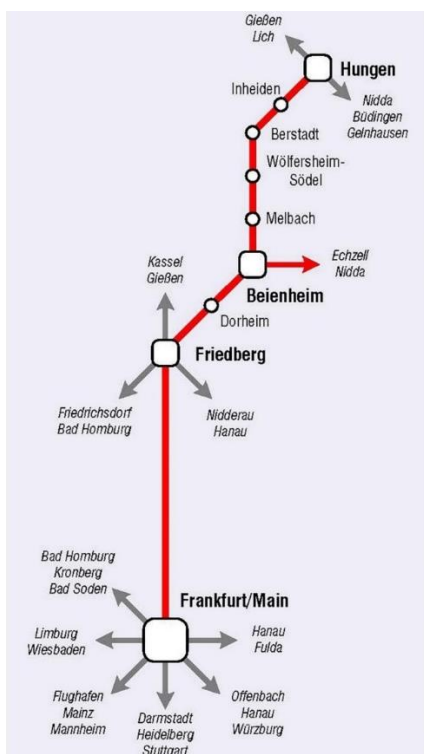 Gießen
Lich
Hungen
Inheiden
Nidda
Büdingen
Gelnhausen
Berstadt
Wölfersheim-
Södel
Melbach
Echzell
Nidda
Beienheim
Kassel
Gießen
Dorheim
Friedberg
Friedrichsdorf
Bad Homburg
Nidderau
Hanau
Bad Homburg
Kronberg
Bad Soden
Frankfurt/Main
Limburg
Wiesbaden
Hanau
Fulda
Flughafen
Mainz
Mannheim
Darmstadt
Heidelberg
Stuttgart
Offenbach
Hanau
Würzburg